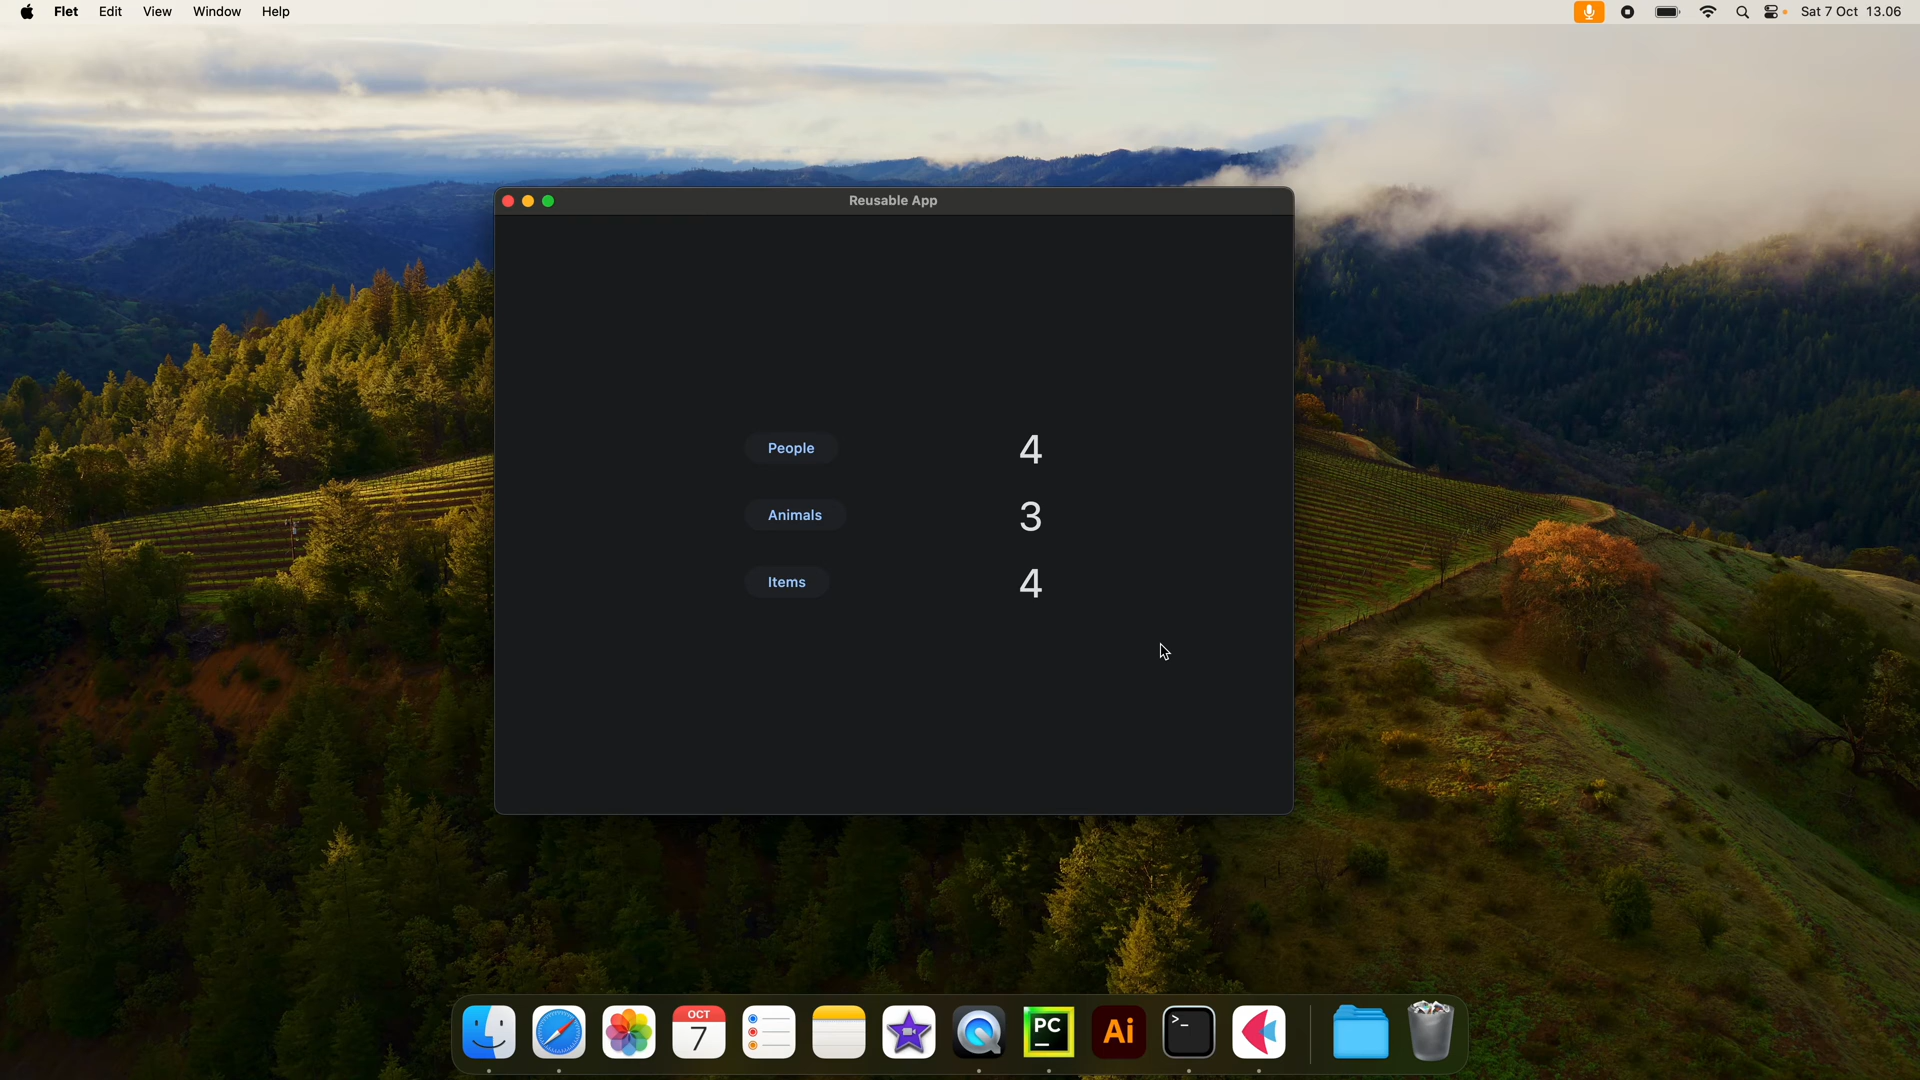 Flet Edit View Window Help Sat 7 Oct 13.06
Reusable App
People 4
Animals 3
Items 4
OCT
7
PC
Ai
>_